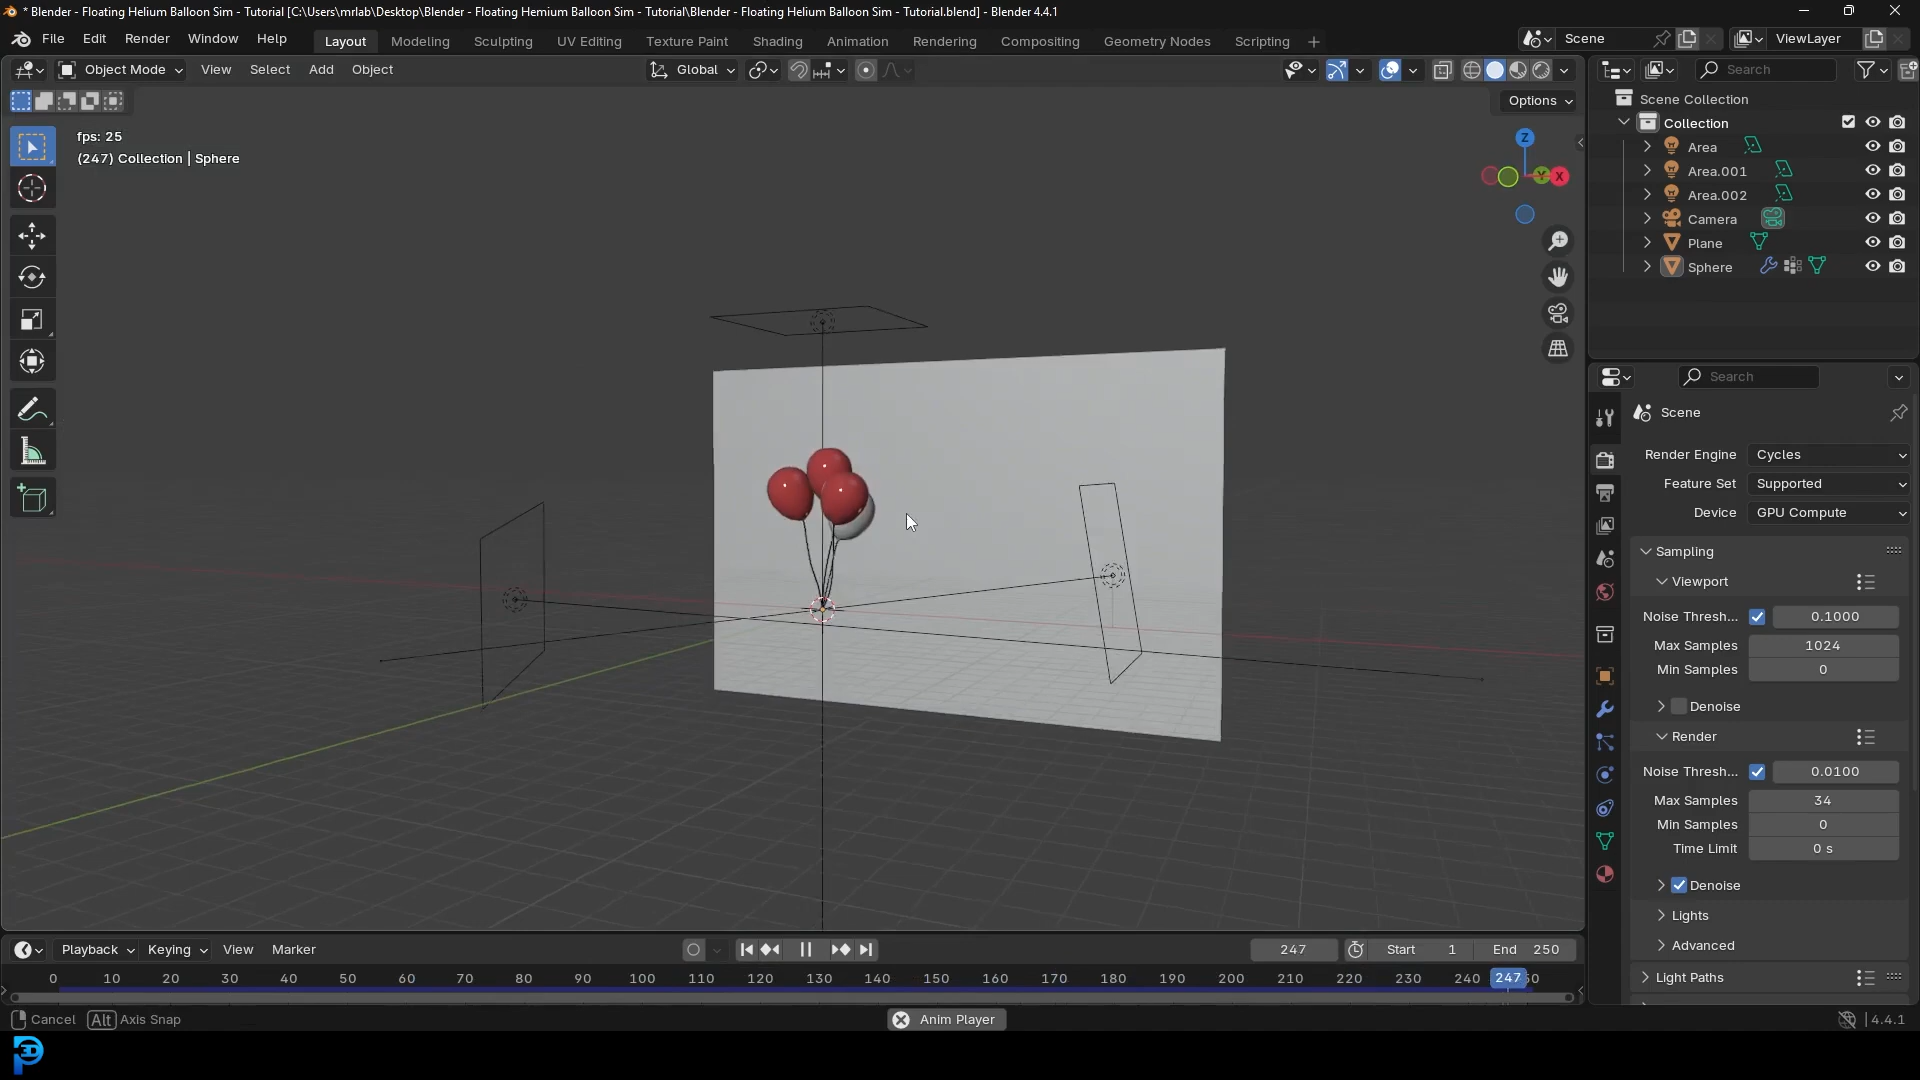 * Blender - Floating Helium Balloon Sim - Tutorial [C:\Users\mrlab\Desktop\Blender - Floating Hemium Balloon Sim - Tutorial\Blender - Floating Helium Balloon Sim - Tutorial.blend] - Blender 4.4.1
File Edit Render Window Help Layout Modeling Sculpting UV Editing Texture Paint Shading Animation Rendering Compositing Geometry Nodes Scripting + Scene ViewLayer
Object Mode View Select Add Object Global Search
Options
Scene Collection
Collection
fps: 25
(247) Collection | Sphere
Z
Y
X
Area
Area.001
Area.002
Camera
Plane
Sphere
Search
Scene
Render Engine Cycles
Feature Set Supported
Device GPU Compute
Sampling
Viewport
Noise Thresh... 0.1000
Max Samples 1024
Min Samples 0
Denoise
Render
Noise Thresh... 0.0100
Max Samples 34
Min Samples 0
Time Limit 0 s
Denoise
Lights
Advanced
Light Paths
Playback Keying View Marker 247 Start 1 End 250
0 10 20 30 40 50 60 70 80 90 100 110 120 130 140 150 160 170 180 190 200 210 220 230 240 247 50
Cancel Alt Axis Snap Anim Player 4.4.1